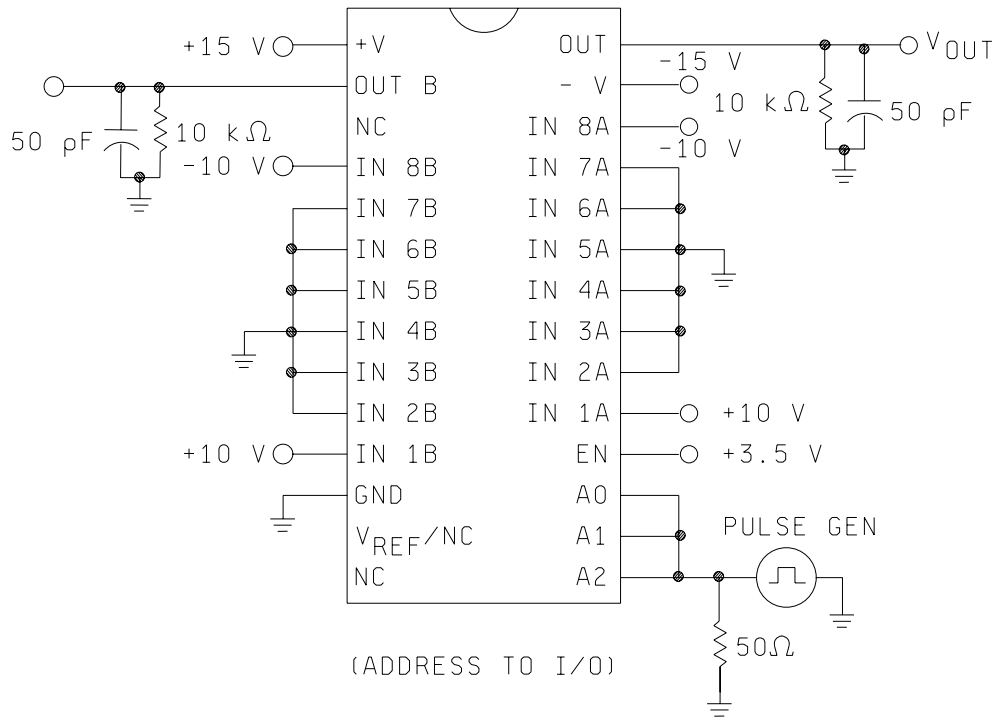 +15 V
+V
OUT
V OUT
-15 V
OUT B
- V
10 kΩ
50 pF
50 pF
10 kΩ
NC
IN 8A
-10 V
-10 V
IN 8B
IN 7A
IN 7B
IN 6A
IN 6B
IN 5A
IN 5B
IN 4A
IN 4B
IN 3A
IN 3B
IN 2A
IN 2B
IN 1A
+10 V
+10 V
IN 1B
EN
+3.5 V
GND
A0
VREF/NC
A1
PULSE GEN
NC
A2
50Ω
(ADDRESS TO I/O)